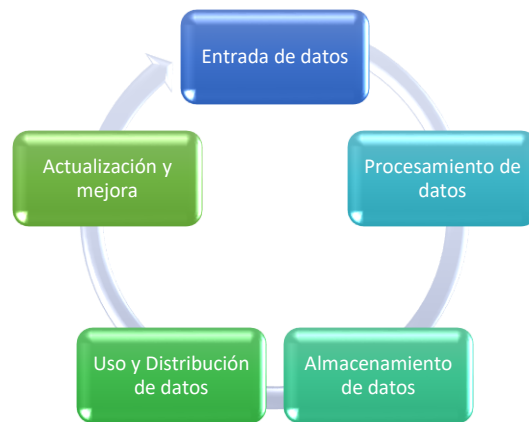 Entrada de datos
Procesamiento de
datos
Almacenamiento
de datos
Uso y Distribución
de datos
Actualización y
mejora